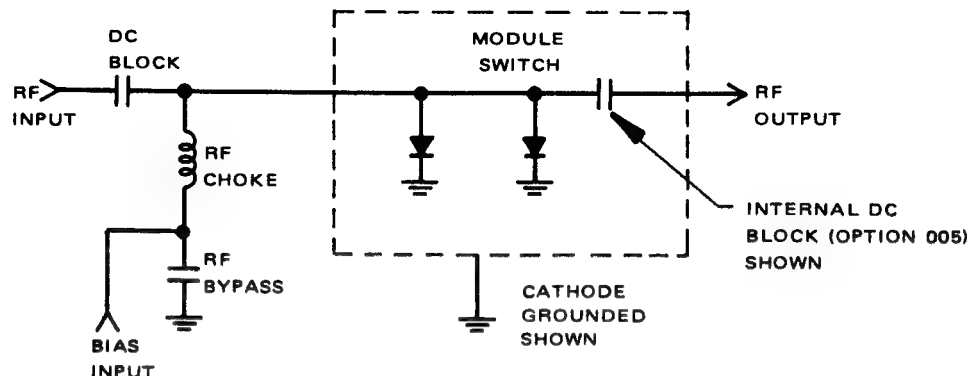 DC
BLOCK
MODULE
SWITCH
RF
INPUT
RF
OUTPUT
RF
CHOKE
INTERNAL DC
BLOCK (OPTION 005)
SHOWN
RF
BYPASS
CATHODE
GROUNDED
SHOWN
BIAS
INPUT